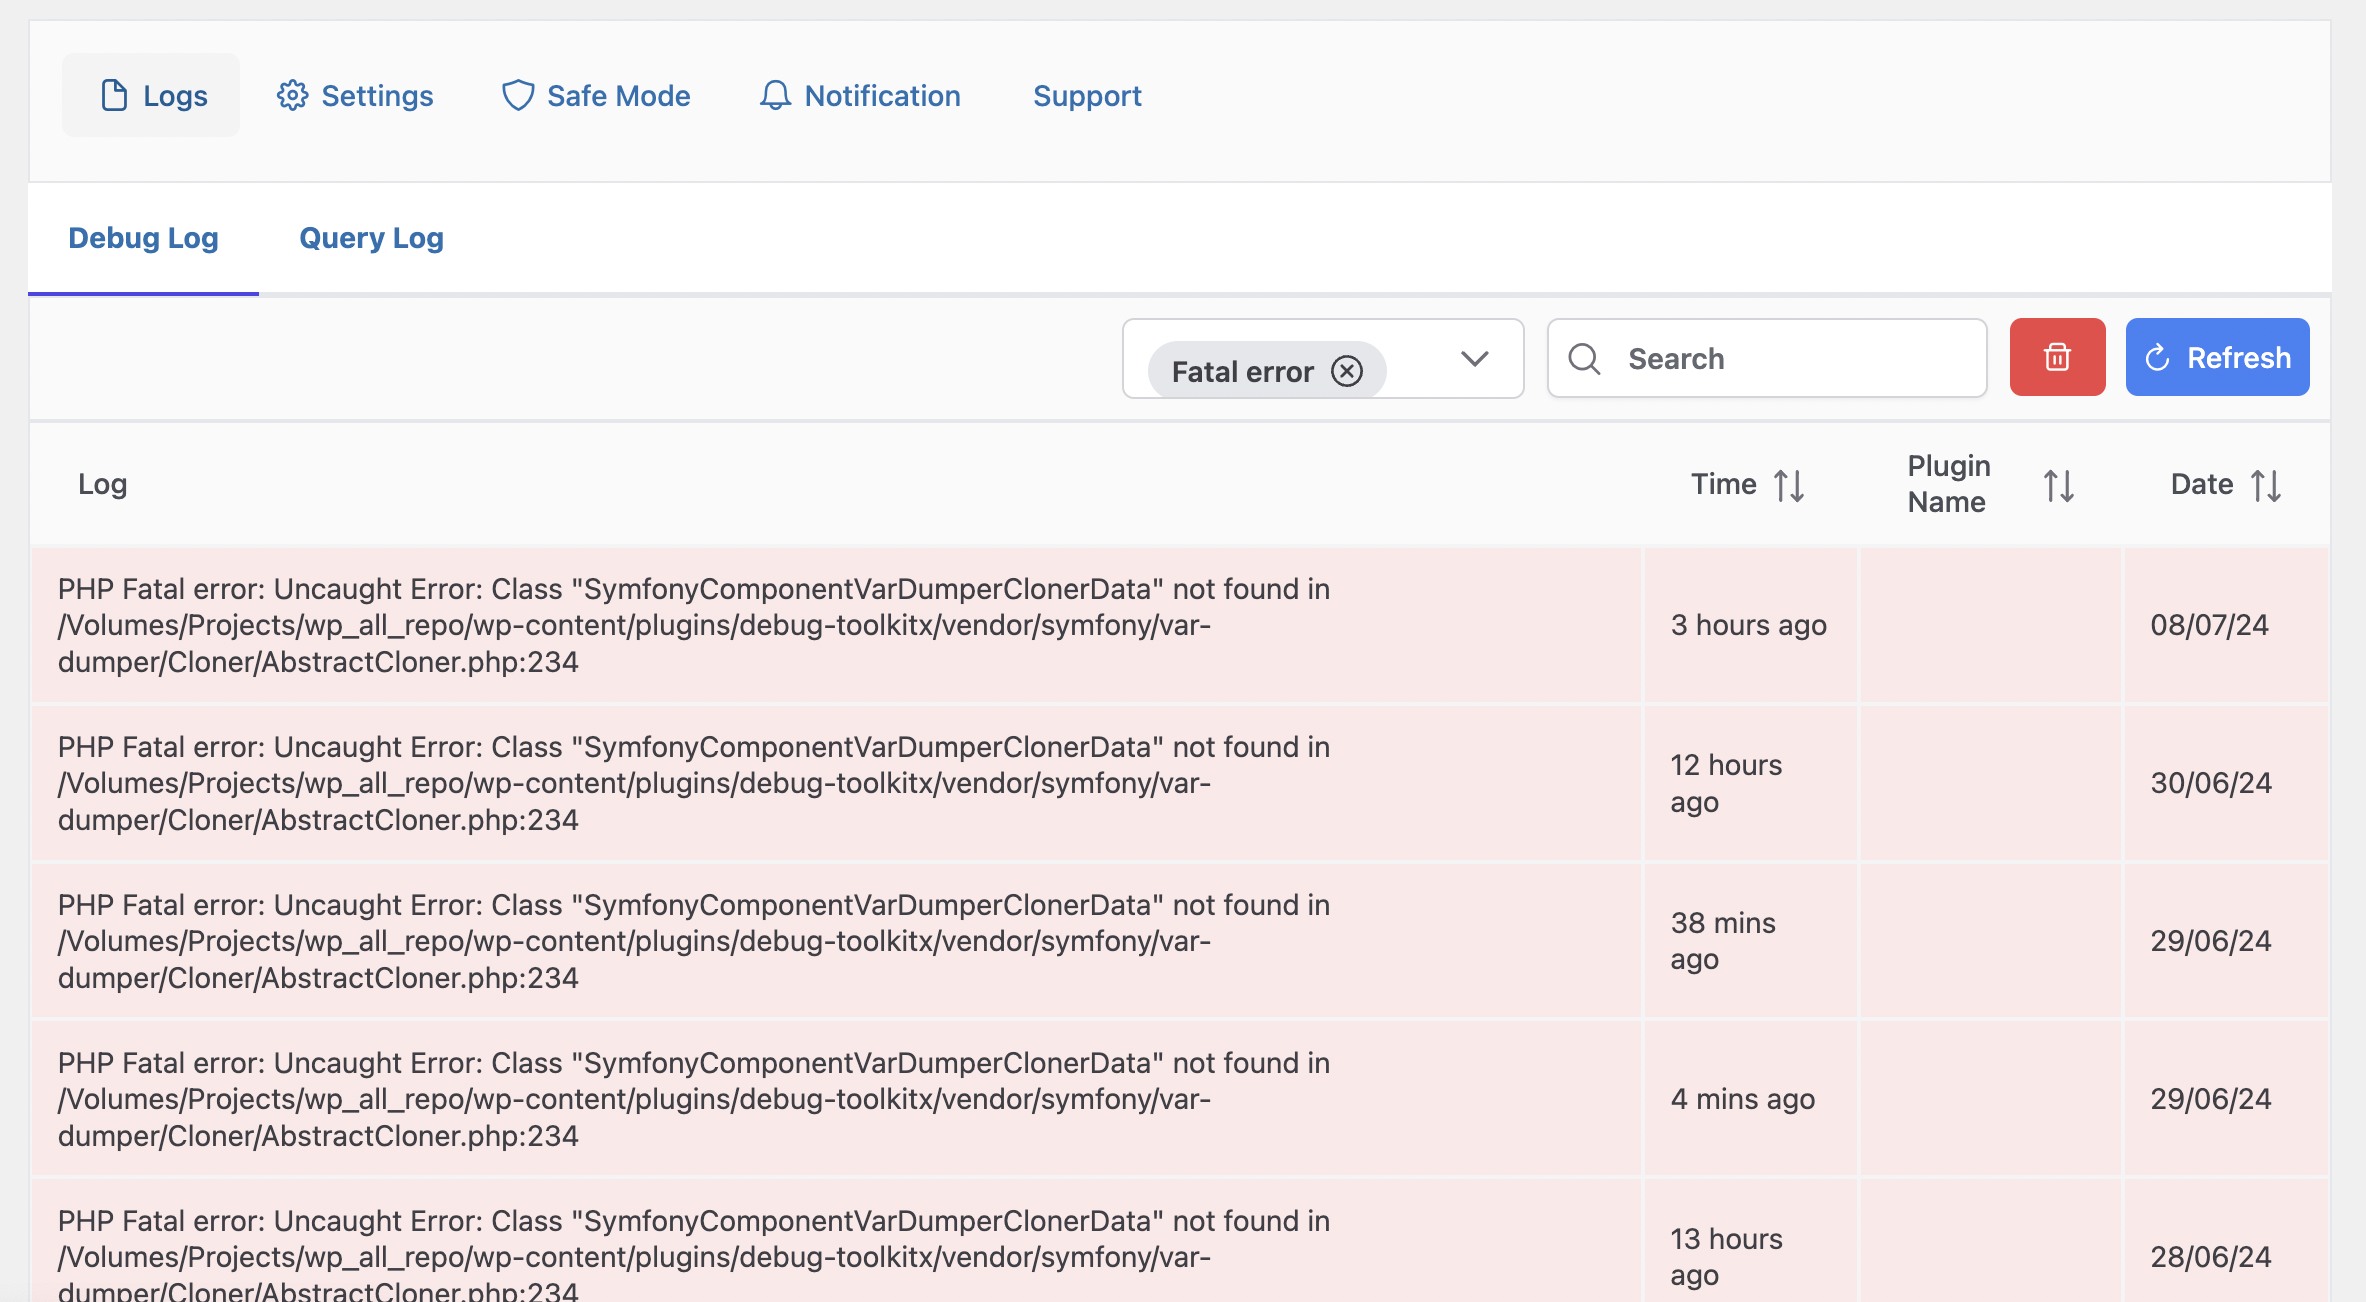 Logs Settings Safe Mode Notification Support
Debug Log Query Log
Fatal error Search Refresh
Log Time Plugin Name Date
PHP Fatal error: Uncaught Error: Class "SymfonyComponentVarDumperClonerData" not found in
/Volumes/Projects/wp_all_repo/wp-content/plugins/debug-toolkitx/vendor/symfony/var-
dumper/Cloner/AbstractCloner.php:234
3 hours ago
08/07/24
PHP Fatal error: Uncaught Error: Class "SymfonyComponentVarDumperClonerData" not found in
/Volumes/Projects/wp_all_repo/wp-content/plugins/debug-toolkitx/vendor/symfony/var-
dumper/Cloner/AbstractCloner.php:234
12 hours
ago
30/06/24
PHP Fatal error: Uncaught Error: Class "SymfonyComponentVarDumperClonerData" not found in
/Volumes/Projects/wp_all_repo/wp-content/plugins/debug-toolkitx/vendor/symfony/var-
dumper/Cloner/AbstractCloner.php:234
38 mins
ago
29/06/24
PHP Fatal error: Uncaught Error: Class "SymfonyComponentVarDumperClonerData" not found in
/Volumes/Projects/wp_all_repo/wp-content/plugins/debug-toolkitx/vendor/symfony/var-
dumper/Cloner/AbstractCloner.php:234
4 mins ago
29/06/24
PHP Fatal error: Uncaught Error: Class "SymfonyComponentVarDumperClonerData" not found in
/Volumes/Projects/wp_all_repo/wp-content/plugins/debug-toolkitx/vendor/symfony/var-
dumper/Cloner/AbstractCloner.php:234
13 hours
ago
28/06/24